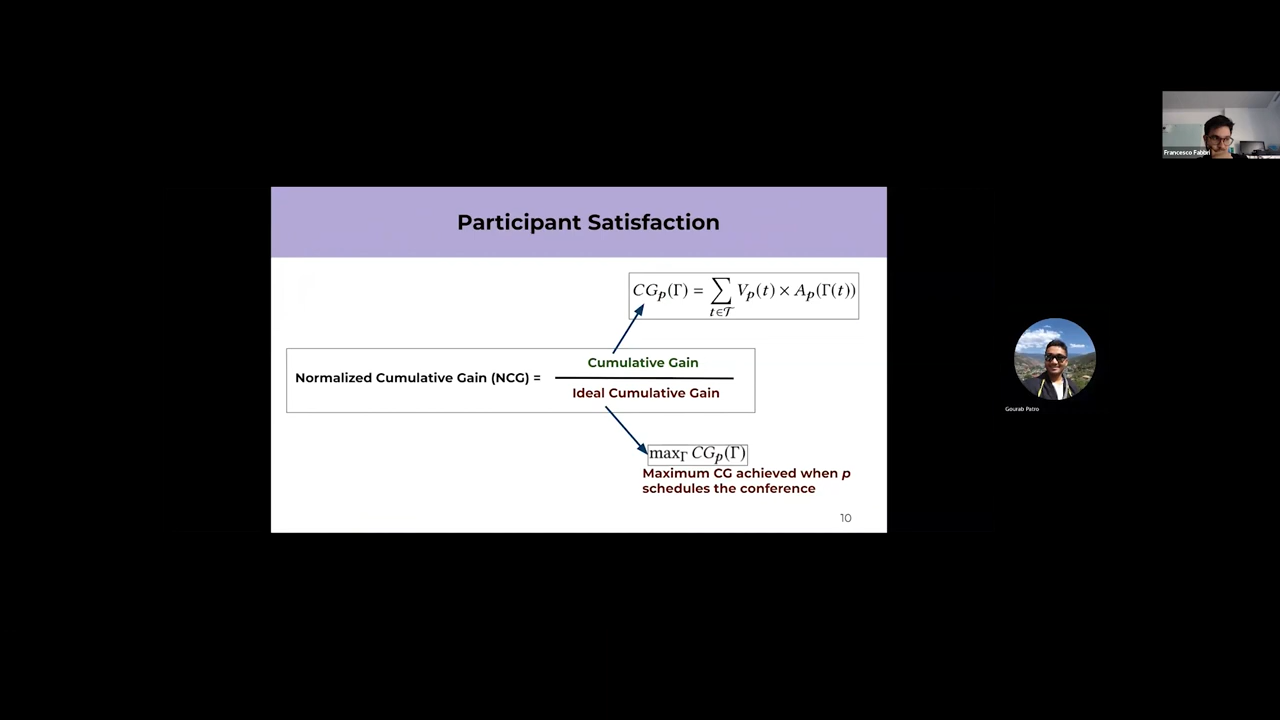 Participant Satisfaction
CG_p(Γ) = ∑_{t∈𝒯} V_p(t) × A_p(Γ(t))
Normalized Cumulative Gain (NCG) =
Cumulative Gain
Ideal Cumulative Gain
max_Γ CG_p(Γ)
Maximum CG achieved when p
schedules the conference
10
Francesco Fabbri
Gourab Patro